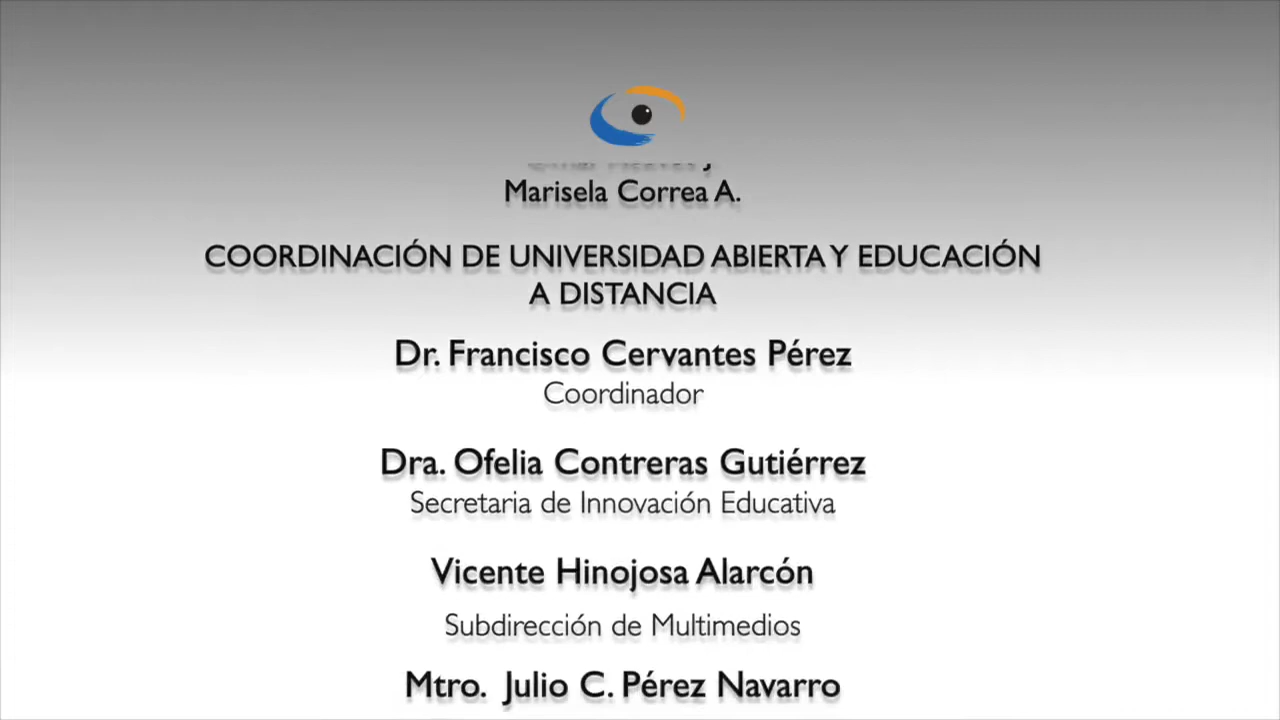 Marisela Correa A.
COORDINACIÓN DE UNIVERSIDAD ABIERTA Y EDUCACIÓN
A DISTANCIA
Dr. Francisco Cervantes Pérez
Coordinador
Dra. Ofelia Contreras Gutiérrez
Secretaria de Innovación Educativa
Vicente Hinojosa Alarcón
Subdirección de Multimedios
Mtro. Julio C. Pérez Navarro